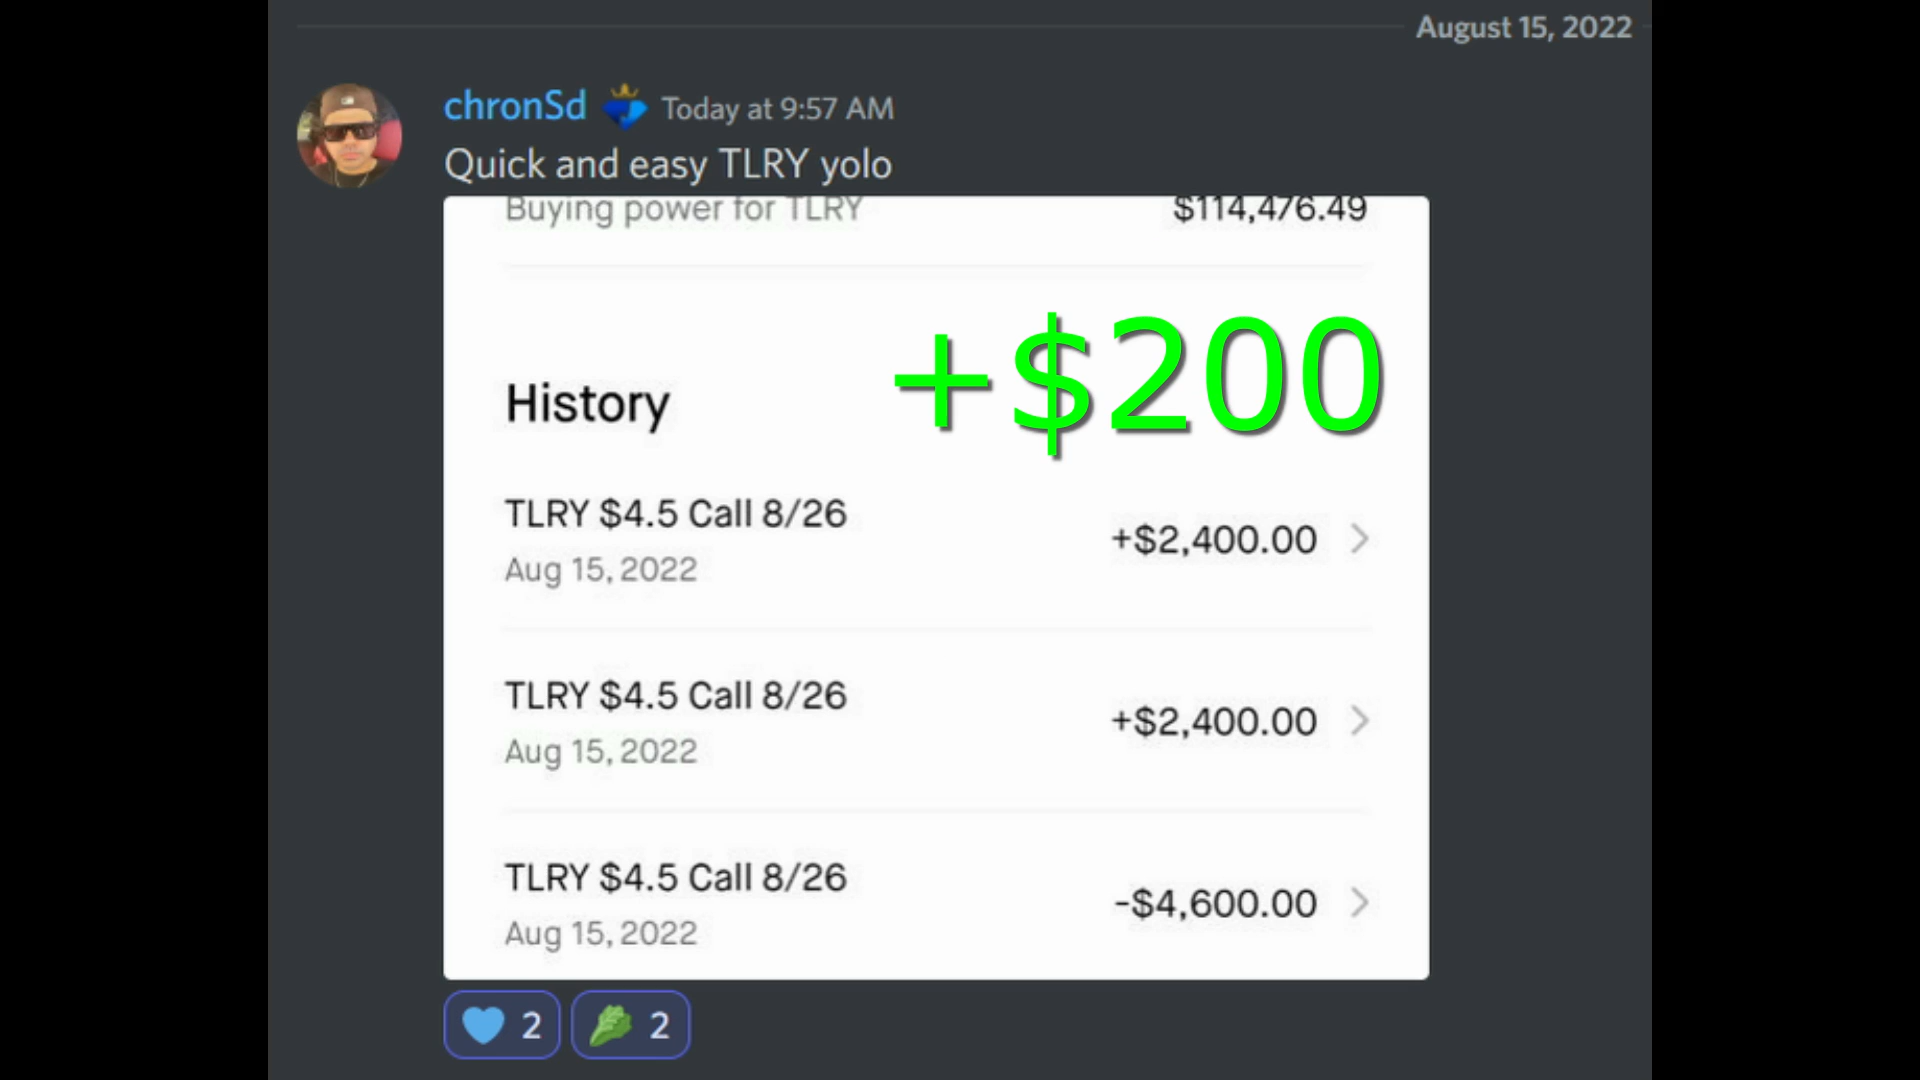 August 15, 2022
chronSd Today at 9:57 AM
Quick and easy TLRY yolo
Buying power for TLRY $114,476.49
+$200
History
TLRY $4.5 Call 8/26
+$2,400.00
Aug 15, 2022
TLRY $4.5 Call 8/26
+$2,400.00
Aug 15, 2022
TLRY $4.5 Call 8/26
-$4,600.00
Aug 15, 2022
2 2